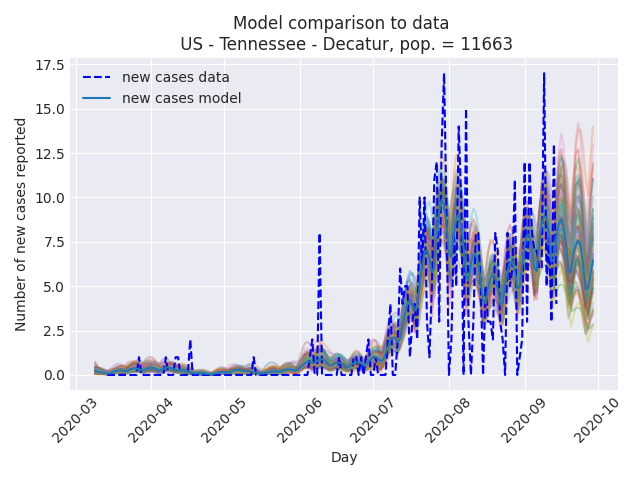 Model comparison to data
US - Tennessee - Decatur, pop. = 11663
new cases data
new cases model
Number of new cases reported
17.5
15.0
12.5
10.0
7.5
5.0
2.5
0.0
2020-03
2020-04
2020-05
2020-06
2020-07
2020-08
2020-09
2020-10
Day